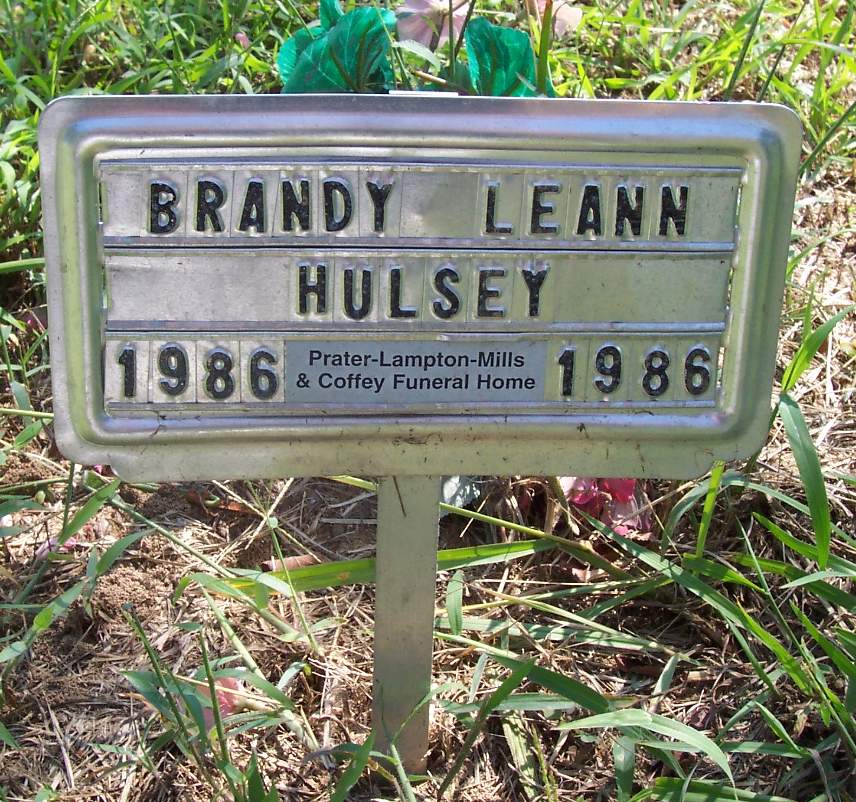 BRANDY LEANN
HULSEY
1986 Prater-Lampton-Mills
& Coffey Funeral Home 1986